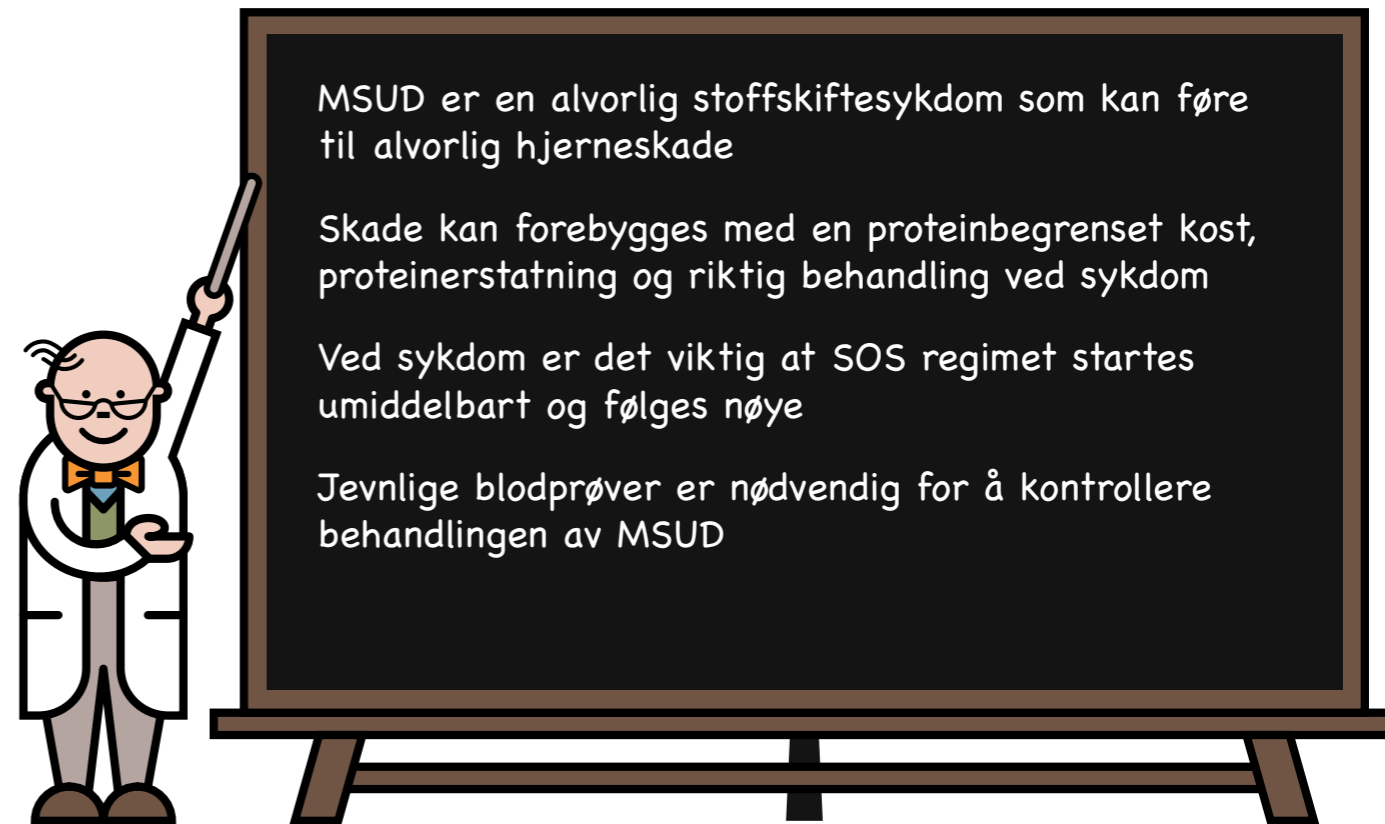 MSUD er en alvorlig stoffskiftesykdom som kan føre
til alvorlig hjerneskade
Skade kan forebygges med en proteinbegrenset kost,
proteinerstatning og riktig behandling ved sykdom
Ved sykdom er det viktig at SOS regimet startes
umiddelbart og følges nøye
Jevnlige blodprøver er nødvendig for å kontrollere
behandlingen av MSUD